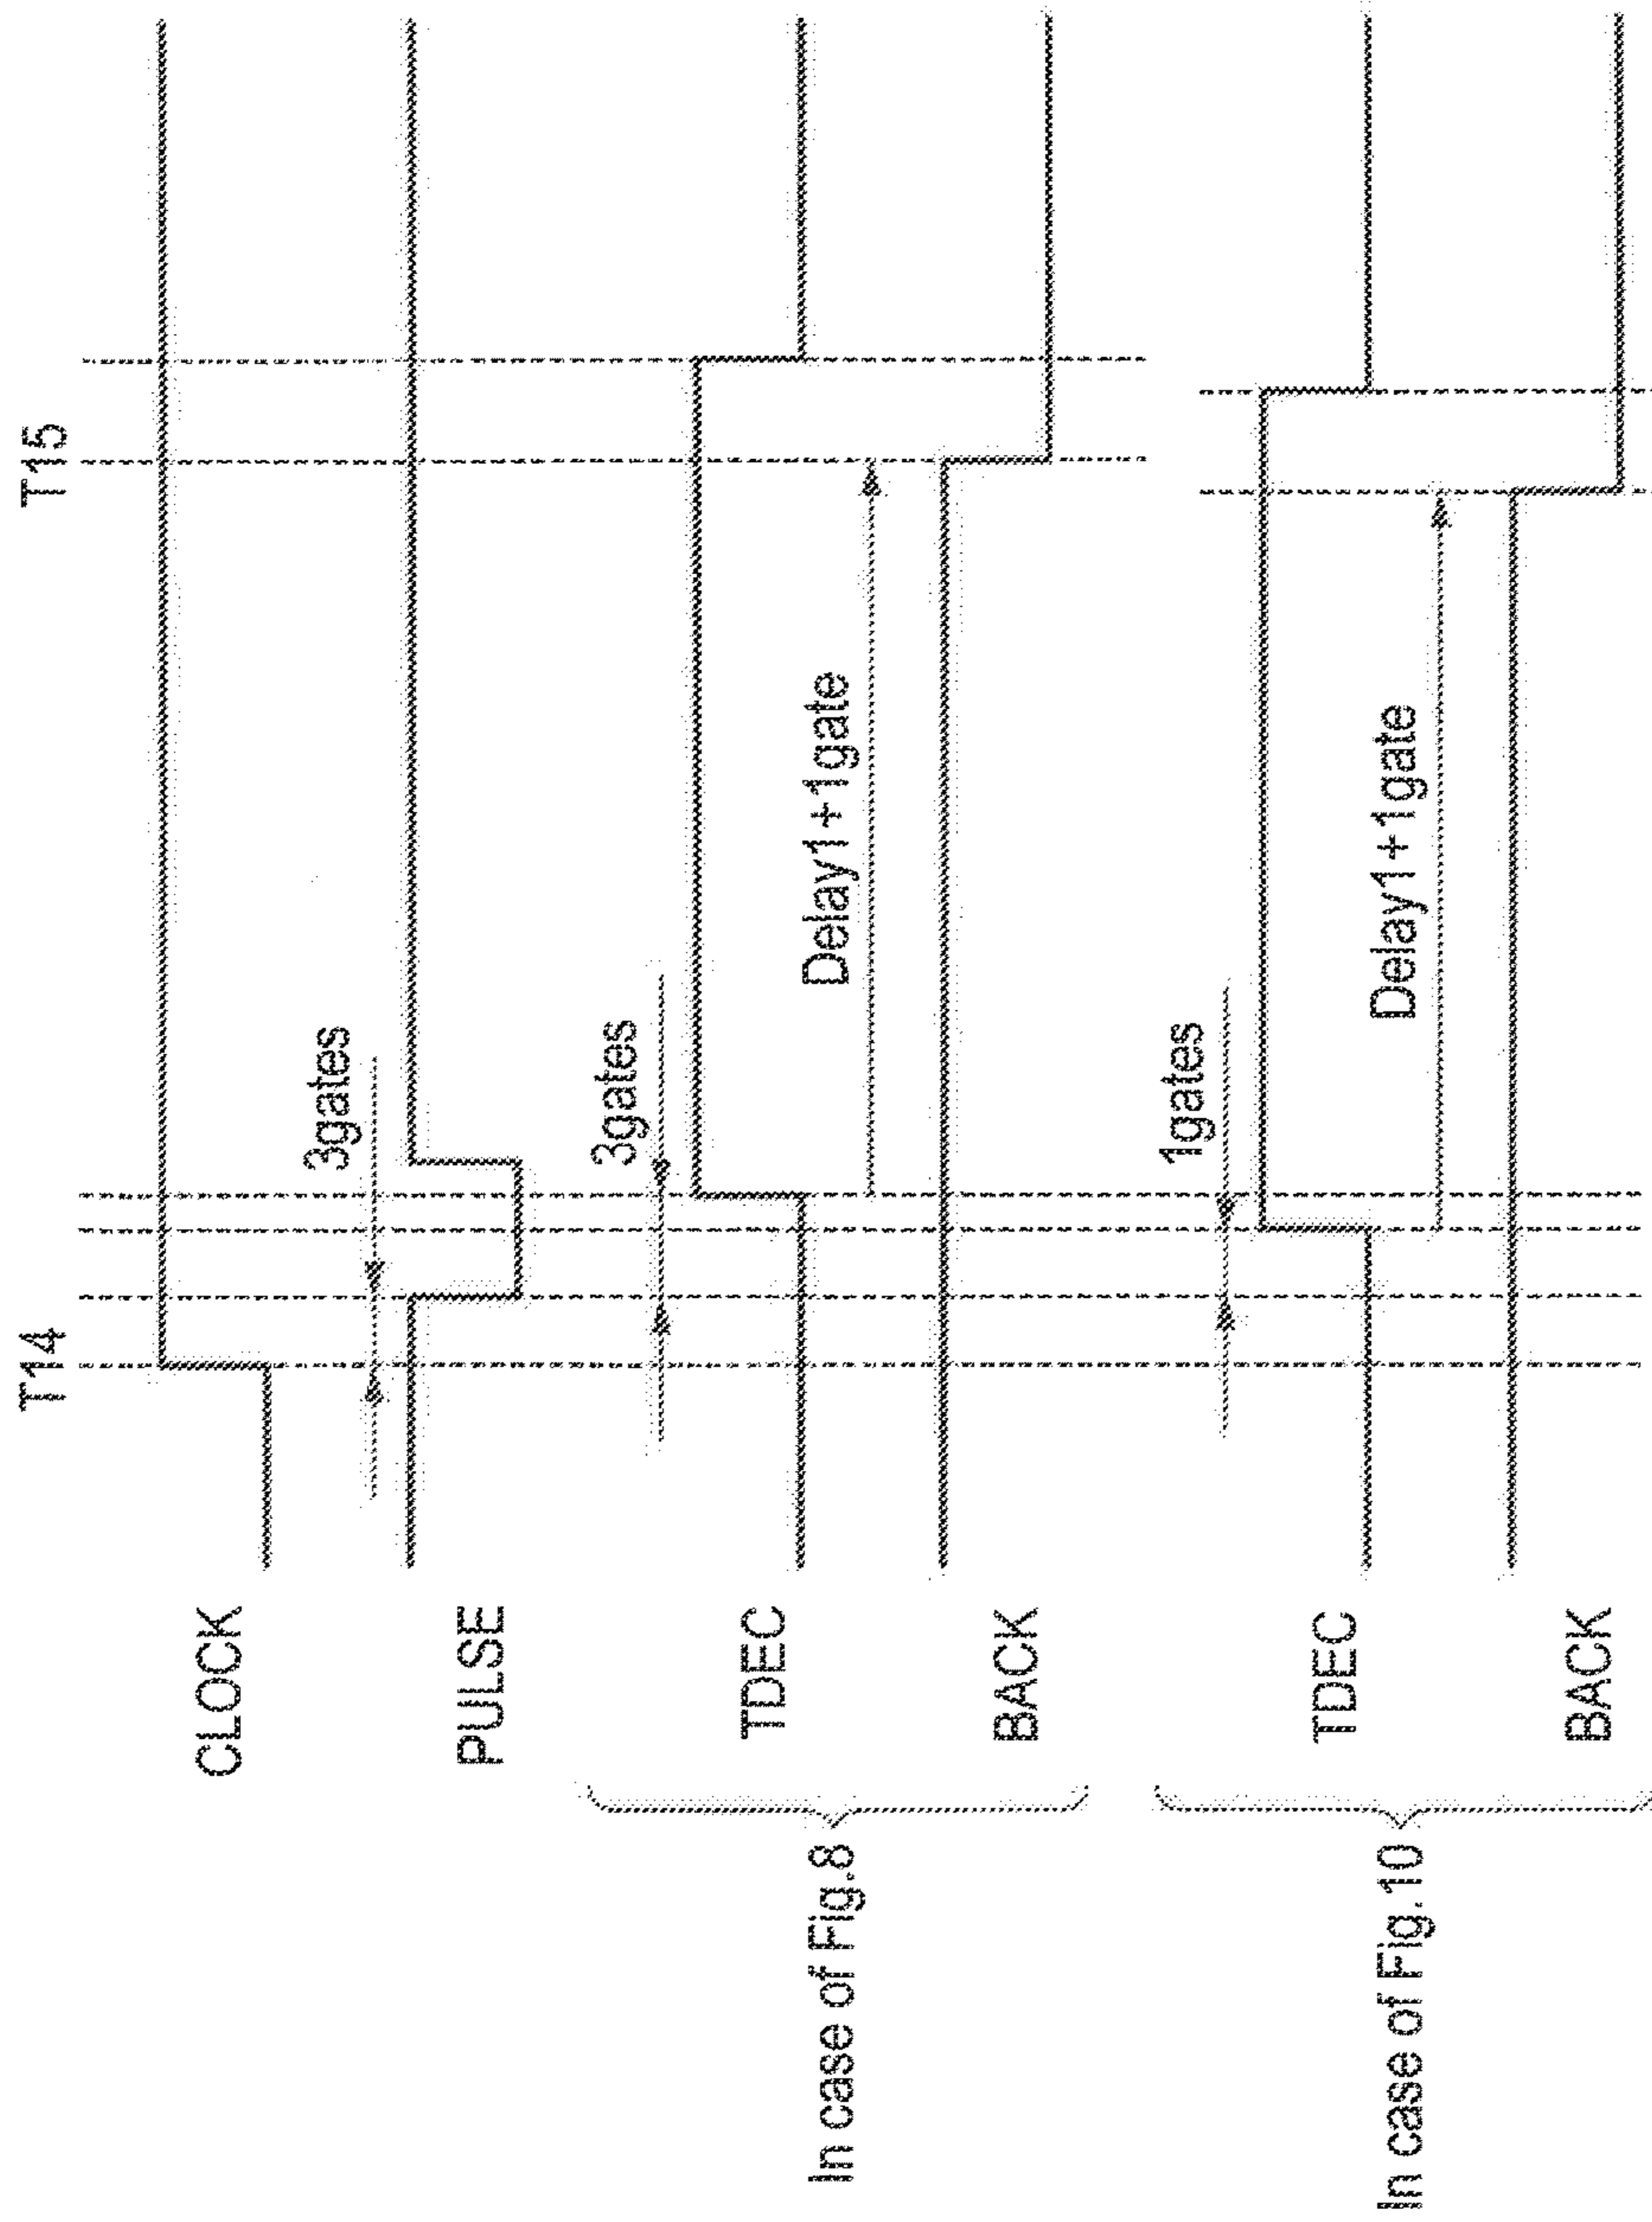 T14
T15
CLOCK
3gates
PULSE
3gates
In case of Fig.8
TDEC
Delay1+1gate
BACK
1gates
In case of Fig.10
TDEC
Delay1+1gate
BACK